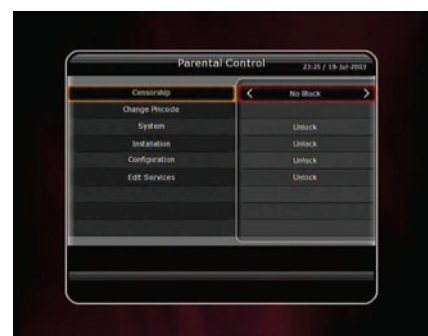 Parental Control 23:25 / 19-Jul-2003
Censorship < No Block >
Change Pincode
System Unlock
Installation Unlock
Configuration Unlock
Edit Services Unlock